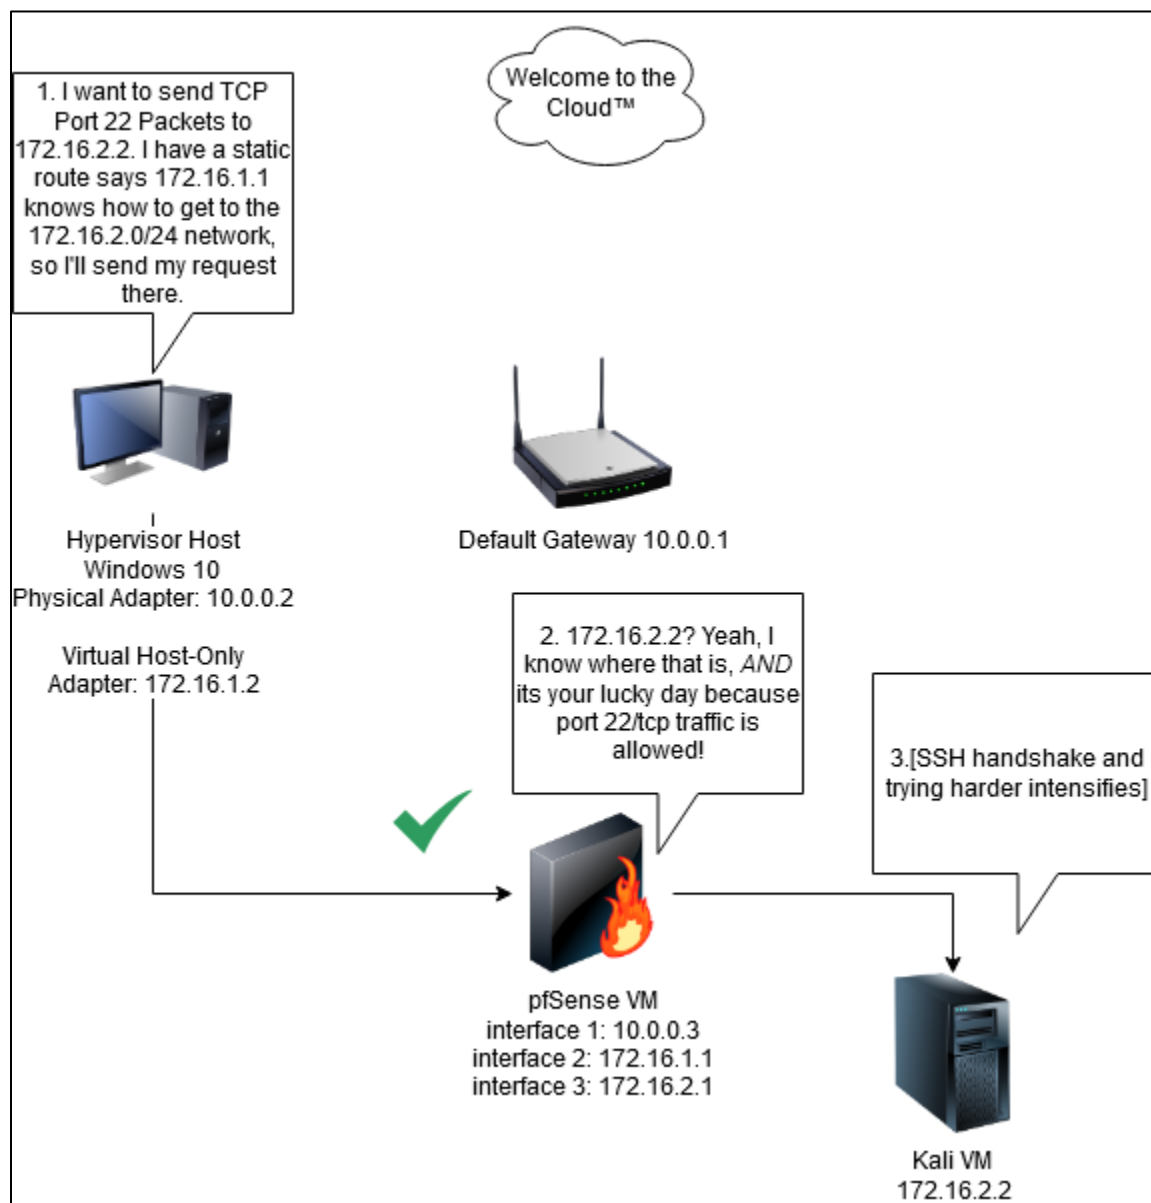 Welcome to the
Cloud™
1. I want to send TCP
Port 22 Packets to
172.16.2.2. I have a static
route says 172.16.1.1
knows how to get to the
172.16.2.0/24 network,
so I'll send my request
there.
Hypervisor Host
Windows 10
Physical Adapter: 10.0.0.2
Virtual Host-Only
Adapter: 172.16.1.2
Default Gateway 10.0.0.1
2. 172.16.2.2? Yeah, I
know where that is, AND
its your lucky day because
port 22/tcp traffic is
allowed!
3.[SSH handshake and
trying harder intensifies]
pfSense VM
interface 1: 10.0.0.3
interface 2: 172.16.1.1
interface 3: 172.16.2.1
Kali VM
172.16.2.2